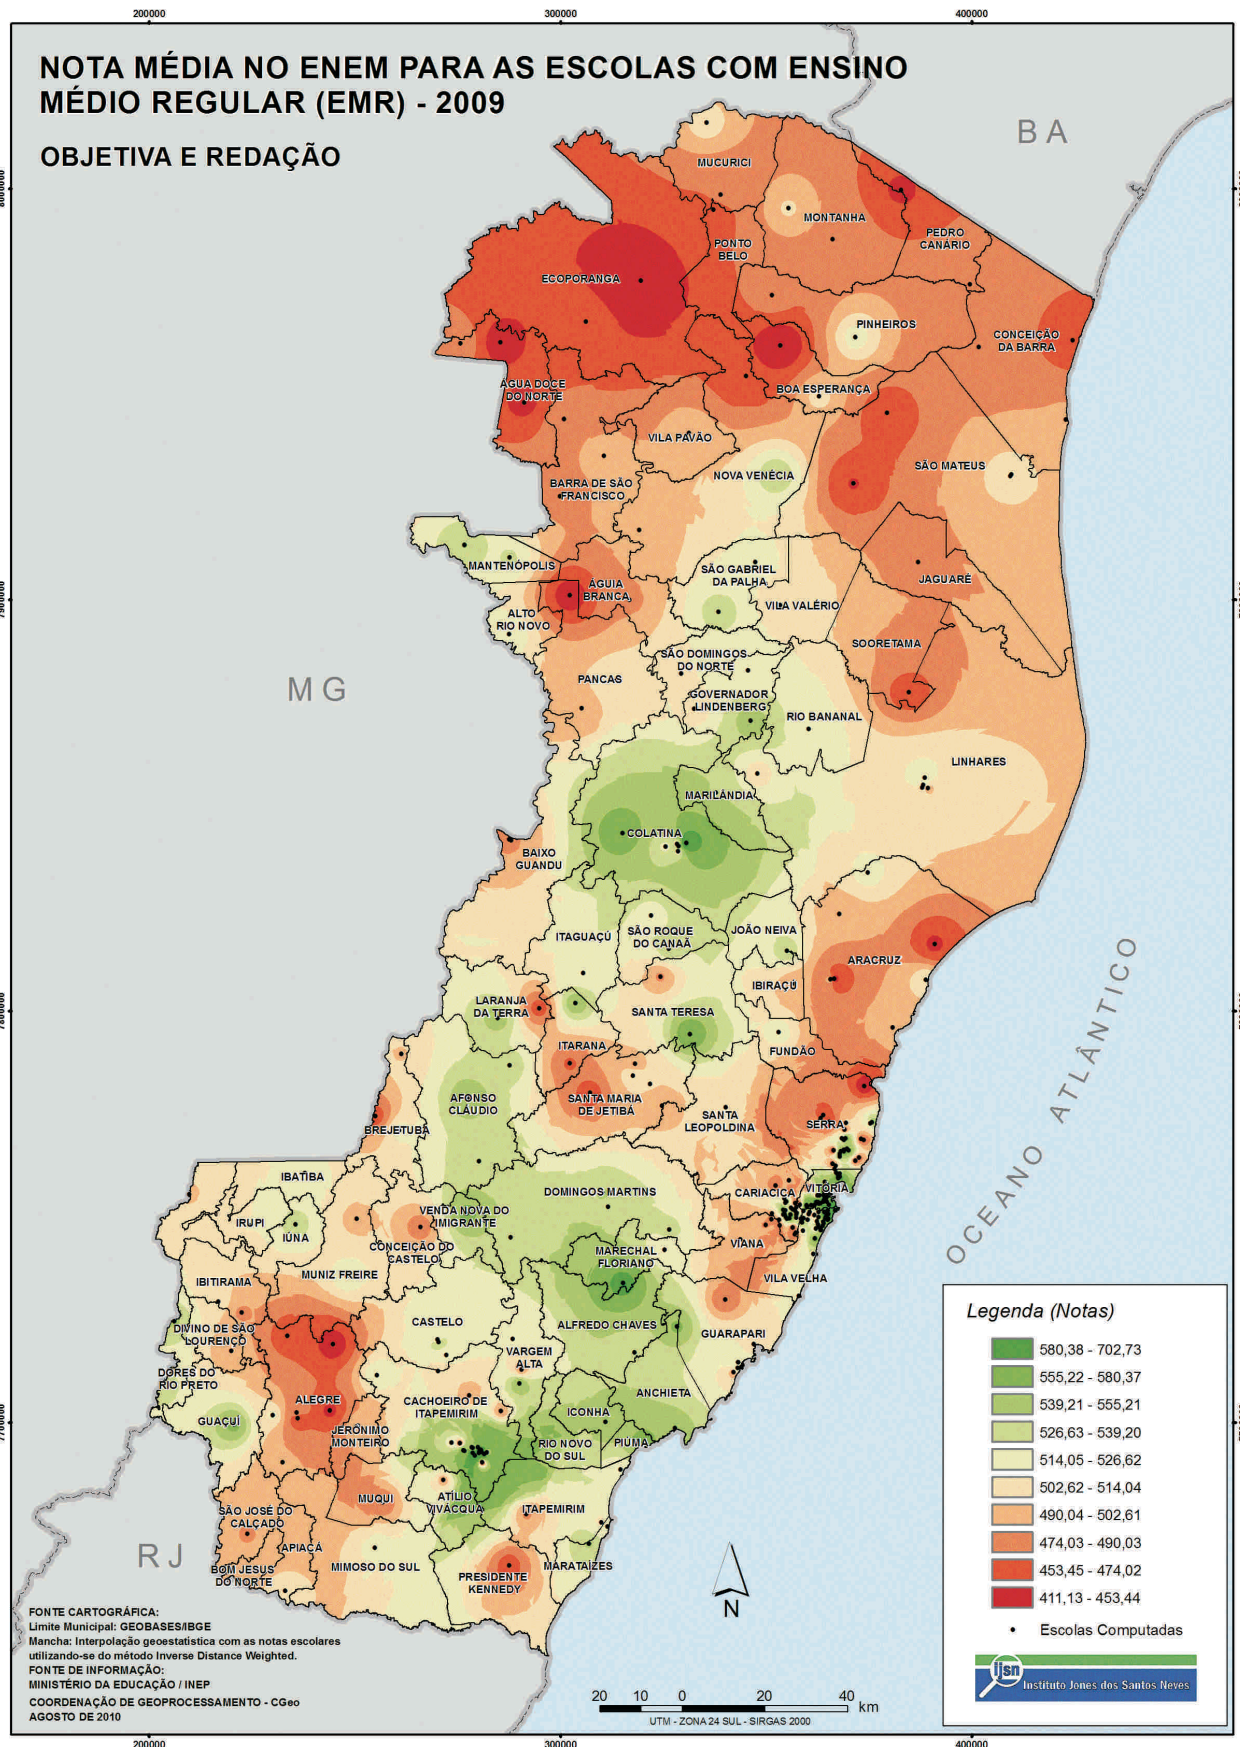 200000
300000
400000
NOTA MÉDIA NO ENEM PARA AS ESCOLAS COM ENSINO
MÉDIO REGULAR (EMR) - 2009
OBJETIVA E REDAÇÃO
BA
MUCURICI
MONTANHA
PEDRO
CANÁRIO
PONTO
BELO
ECOPORANGA
PINHEIROS
CONCEIÇÃO
DA BARRA
ÁGUA DOCE
DO NORTE
BOA ESPERANÇA
VILA PAVÃO
NOVA VENÉCIA
SÃO MATEUS
BARRA DE SÃO
FRANCISCO
MANTENÓPOLIS
ÁGUIA
BRANCA
SÃO GABRIEL
DA PALHA
JAGUARÉ
VILA VALÉRIO
ALTO
RIO NOVO
SOORETAMA
MG
PANCAS
SÃO DOMINGOS
DO NORTE
GOVERNADOR
LINDENBERG
RIO BANANAL
LINHARES
MARILÂNDIA
COLATINA
BAIXO
GUANDU
ITAGUAÇÚ
SÃO ROQUE
DO CANAÃ
JOÃO NEIVA
ARACRUZ
IBIRAÇÚ
LARANJA
DA TERRA
SANTA TERESA
ITARANA
FUNDÃO
AFONSO
CLÁUDIO
SANTA MARIA
DE JETIBÁ
SANTA
LEOPOLDINA
SERRA
BREJETUBA
OCEANO ATLÂNTICO
IBATIBA
DOMINGOS MARTINS
CARIACICA
VITÓRIA
IRUPI
IÚNA
VENDA NOVA DO
IMIGRANTE
CONCEIÇÃO DO
CASTELO
MARECHAL
FLORIANO
VIANA
VILA VELHA
IBITIRAMA
MUNIZ FREIRE
DIVINO DE SÃO
LOURENÇO
CASTELO
ALFREDO CHAVES
GUARAPARI
VARGEM
ALTA
DORES DO
RIO PRETO
ANCHIETA
ALEGRE
CACHOEIRO DE
ITAPEMIRIM
ICONHA
GUAÇUÍ
JERÔNIMO
MONTEIRO
RIO NOVO
DO SUL
PIÚMA
MUQUI
ATÍLIO
VIVÁCQUA
ITAPEMIRIM
SÃO JOSÉ DO
CALÇADO
APIACÁ
BOM JESUS
DO NORTE
MIMOSO DO SUL
PRESIDENTE
KENNEDY
MARATAÍZES
RJ
Legenda (Notas)
580,38 - 702,73
555,22 - 580,37
539,21 - 555,21
526,63 - 539,20
514,05 - 526,62
502,62 - 514,04
490,04 - 502,61
474,03 - 490,03
453,45 - 474,02
411,13 - 453,44
Escolas Computadas
ijsn
Instituto Jones dos Santos Neves
N
20 10 0 20 40
km
UTM - ZONA 24 SUL - SIRGAS 2000
FONTE CARTOGRÁFICA:
Limite Municipal: GEOBASES/IBGE
Mancha: Interpolação geoestatística com as notas escolares
utilizando-se do método Inverse Distance Weighted.
FONTE DE INFORMAÇÃO:
MINISTÉRIO DA EDUCAÇÃO / INEP
COORDENAÇÃO DE GEOPROCESSAMENTO - CGeo
AGOSTO DE 2010
200000
300000
400000